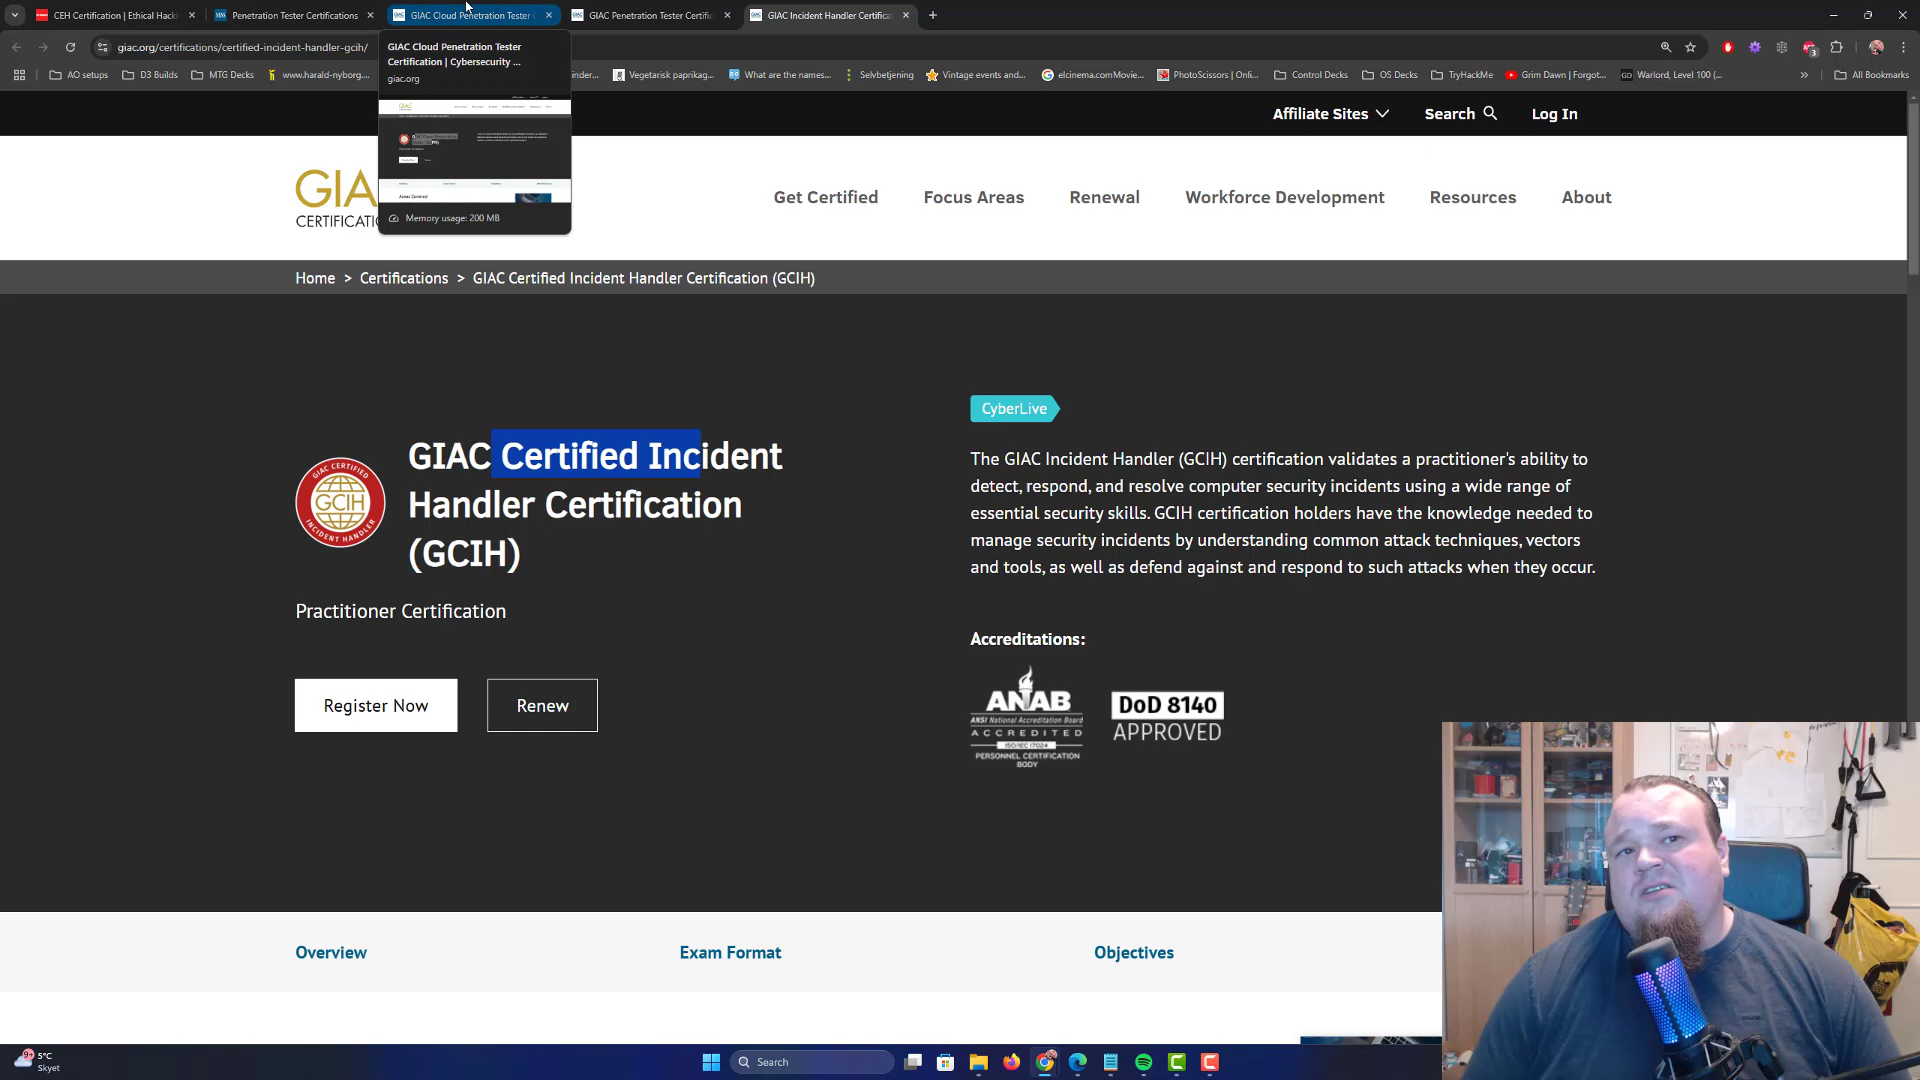 CEH Certification | Ethical Hack
Penetration Tester Certifications
GIAC Cloud Penetration Tester
GIAC Penetration Tester Certific
GIAC Incident Handler Certifica
giac.org/certifications/certified-incident-handler-gcih/
AO setups
D3 Builds
MTG Decks
www.harald-nyborg...
inder...
Vegetarisk paprikag...
What are the names...
Selvbetjening
Vintage events and...
elcinema.comMovie...
PhotoScissors | Onli...
Control Decks
OS Decks
TryHackMe
Grim Dawn | Forgot...
Warlord, Level 100 (...
All Bookmarks
GIAC Cloud Penetration Tester
Certification | Cybersecurity ...
giac.org
Memory usage: 200 MB
Affiliate Sites
Search
Log In
GIA
CERTIFICATIO
Get Certified
Focus Areas
Renewal
Workforce Development
Resources
About
Home > Certifications > GIAC Certified Incident Handler Certification (GCIH)
GIAC CERTIFIED
GCIH
INCIDENT HANDLER
GIAC Certified Incident
Handler Certification
(GCIH)
Practitioner Certification
Register Now
Renew
CyberLive
The GIAC Incident Handler (GCIH) certification validates a practitioner's ability to
detect, respond, and resolve computer security incidents using a wide range of
essential security skills. GCIH certification holders have the knowledge needed to
manage security incidents by understanding common attack techniques, vectors
and tools, as well as defend against and respond to such attacks when they occur.
Accreditations:
ANAB
ANSI National Accreditation Board
ACCREDITED
ISO/IEC 17024
PERSONNEL CERTIFICATION
BODY
DoD 8140
APPROVED
Overview
Exam Format
Objectives
9+
5°C
Skyet
Search